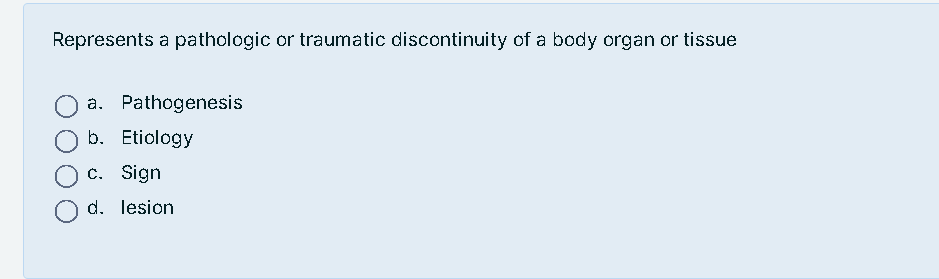 Represents a pathologic or traumatic discontinuity of a body organ or tissue
a. Pathogenesis
b. Etiology
c. Sign
d. lesion